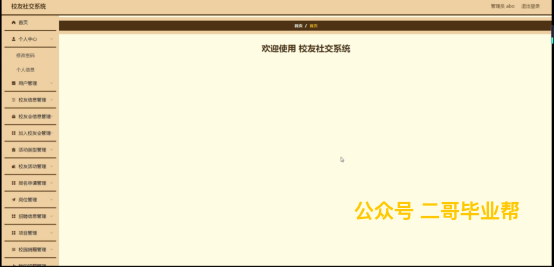 校友社交系统
管理员 abo 退出登录
首页
首页 / 首页
个人中心
欢迎使用 校友社交系统
修改密码
个人信息
用户管理
校友信息管理
校友会信息管理
加入校友会管理
活动类型管理
校友活动管理
报名申请管理
岗位管理
招聘信息管理
项目管理
校园捐赠管理
公众号 二哥毕业帮